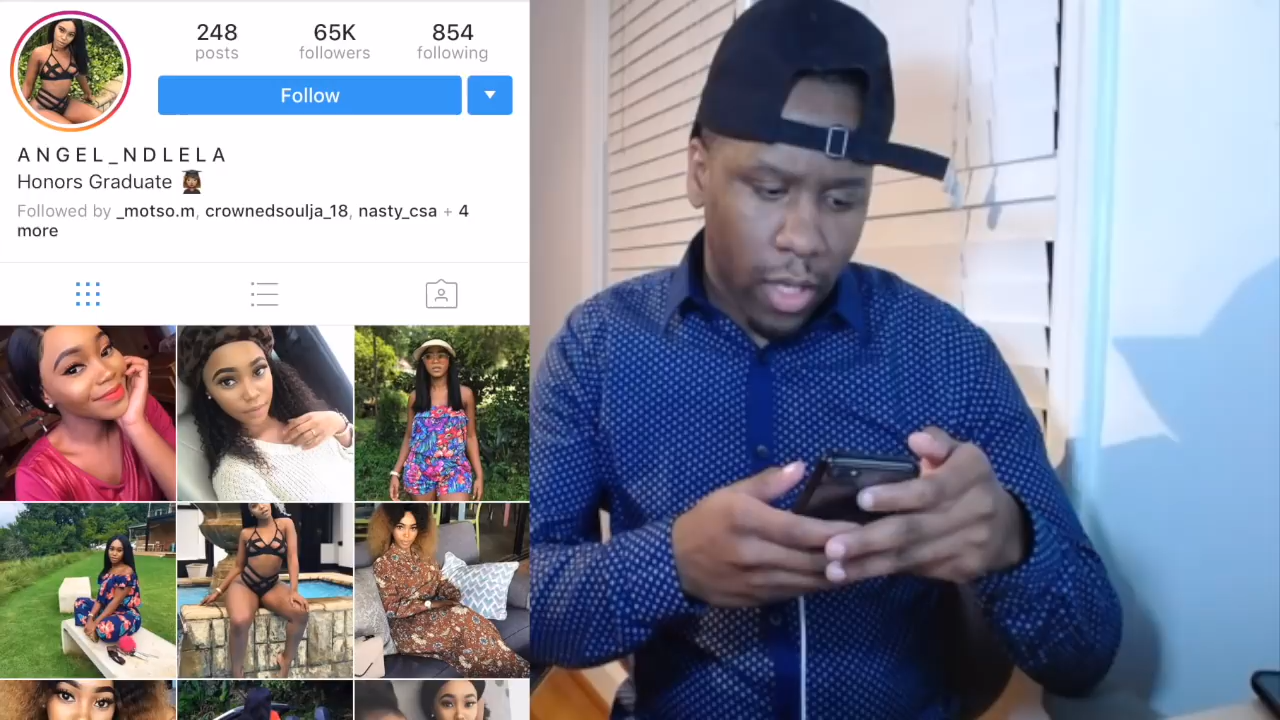 248 65K 854
posts followers following
Follow
ANGEL_NDLELA
Honors Graduate
Followed by _motso.m, crownedsoulja_18, nasty_csa + 4
more